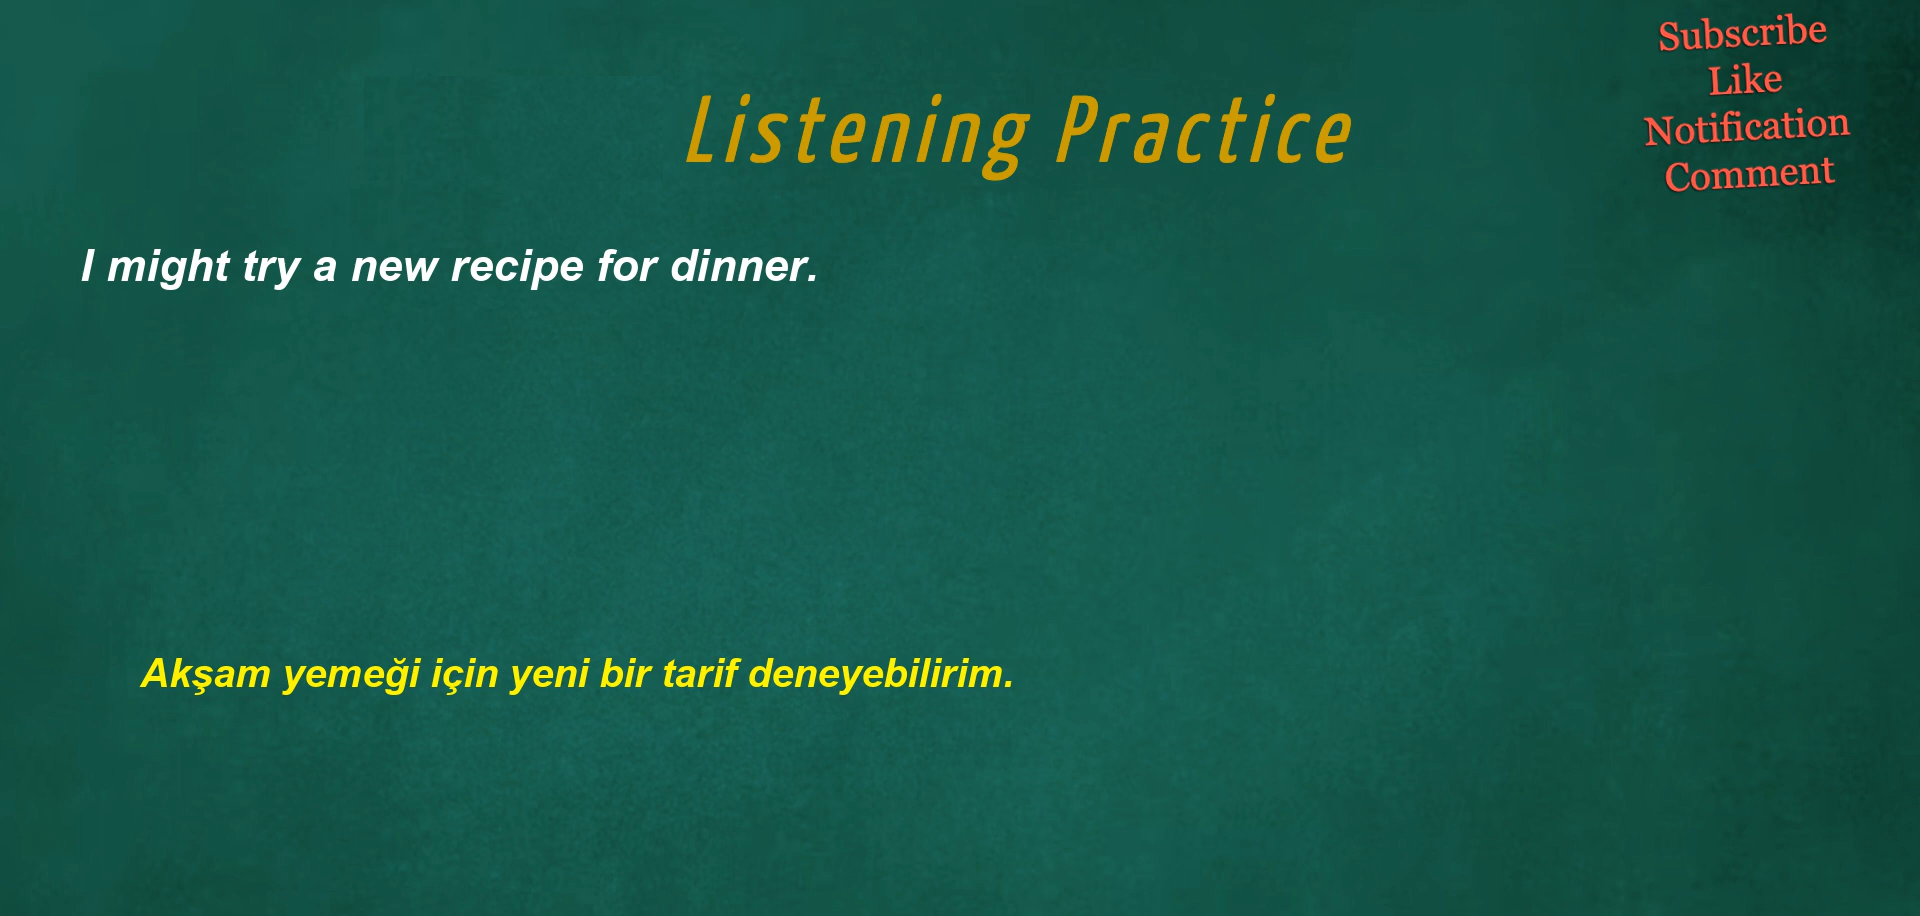 Subscribe
Like
Notification
Comment
Listening Practice
I might try a new recipe for dinner.
Akşam yemeği için yeni bir tarif deneyebilirim.